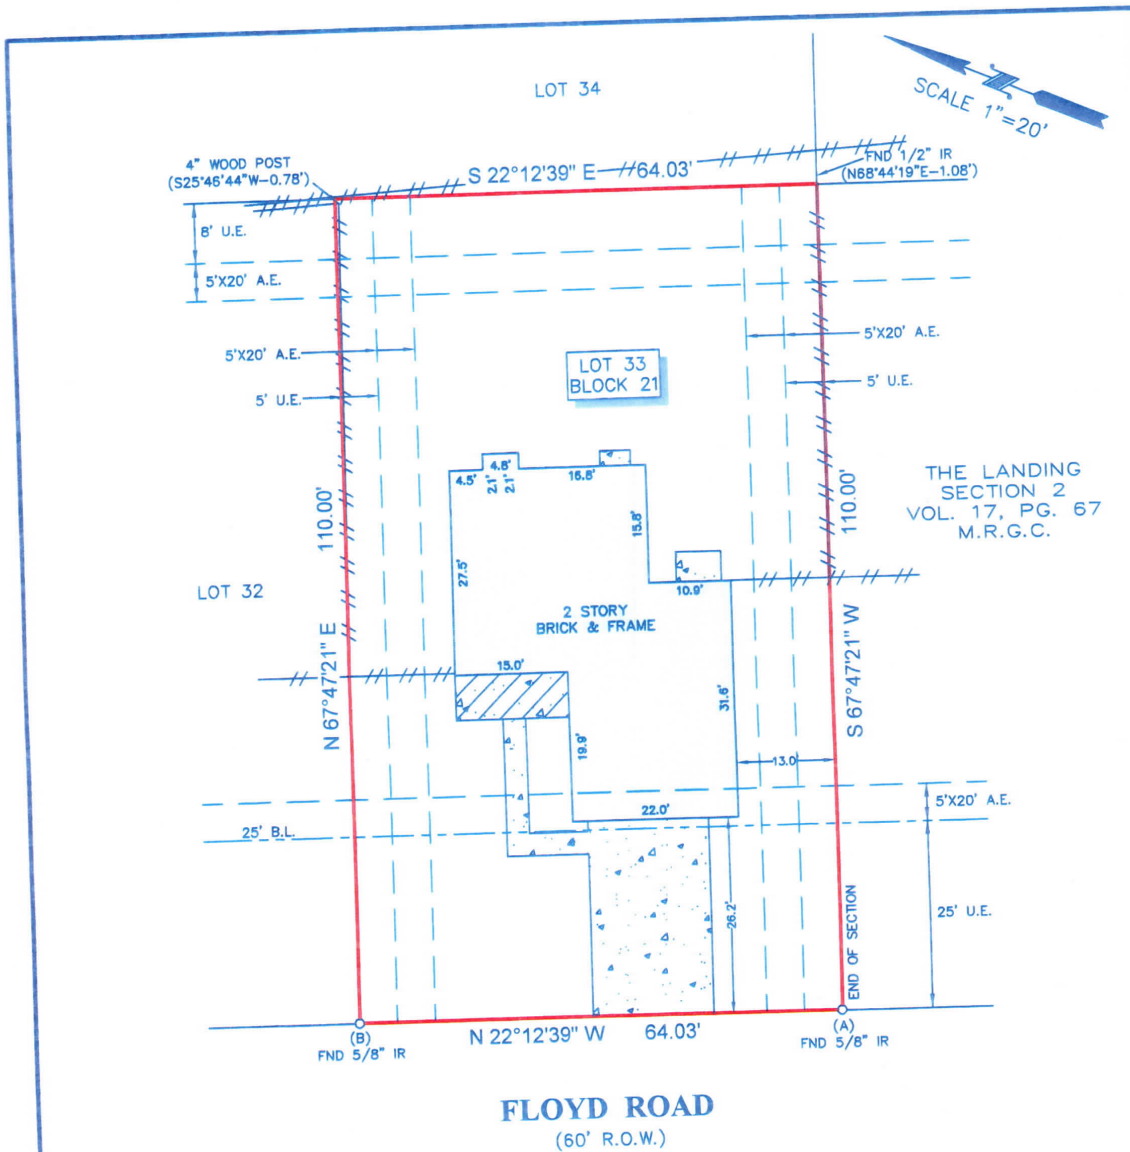 LOT 34
SCALE 1"=20'
4" WOOD POST
(S25°46'44"W-0.78')
S 22°12'39" E 64.03'
FND 1/2" IR
(N68°44'19"E-1.08')
8' U.E.
5'X20' A.E.
5'X20' A.E.
5' U.E.
LOT 33
BLOCK 21
5'X20' A.E.
5' U.E.
110.00'
N 67°47'21" E
LOT 32
4.5'
2.1'
4.8'
2.1'
16.8'
15.8'
27.5'
10.9'
2 STORY
BRICK & FRAME
15.0'
19.9'
31.6'
13.0
22.0'
26.2'
110.00'
S 67°47'21" W
THE LANDING
SECTION 2
VOL. 17, PG. 67
M.R.G.C.
25' B.L.
5'X20' A.E.
25' U.E.
END OF SECTION
(B)
FND 5/8" IR
N 22°12'39" W 64.03'
(A)
FND 5/8" IR
FLOYD ROAD
(60' R.O.W.)